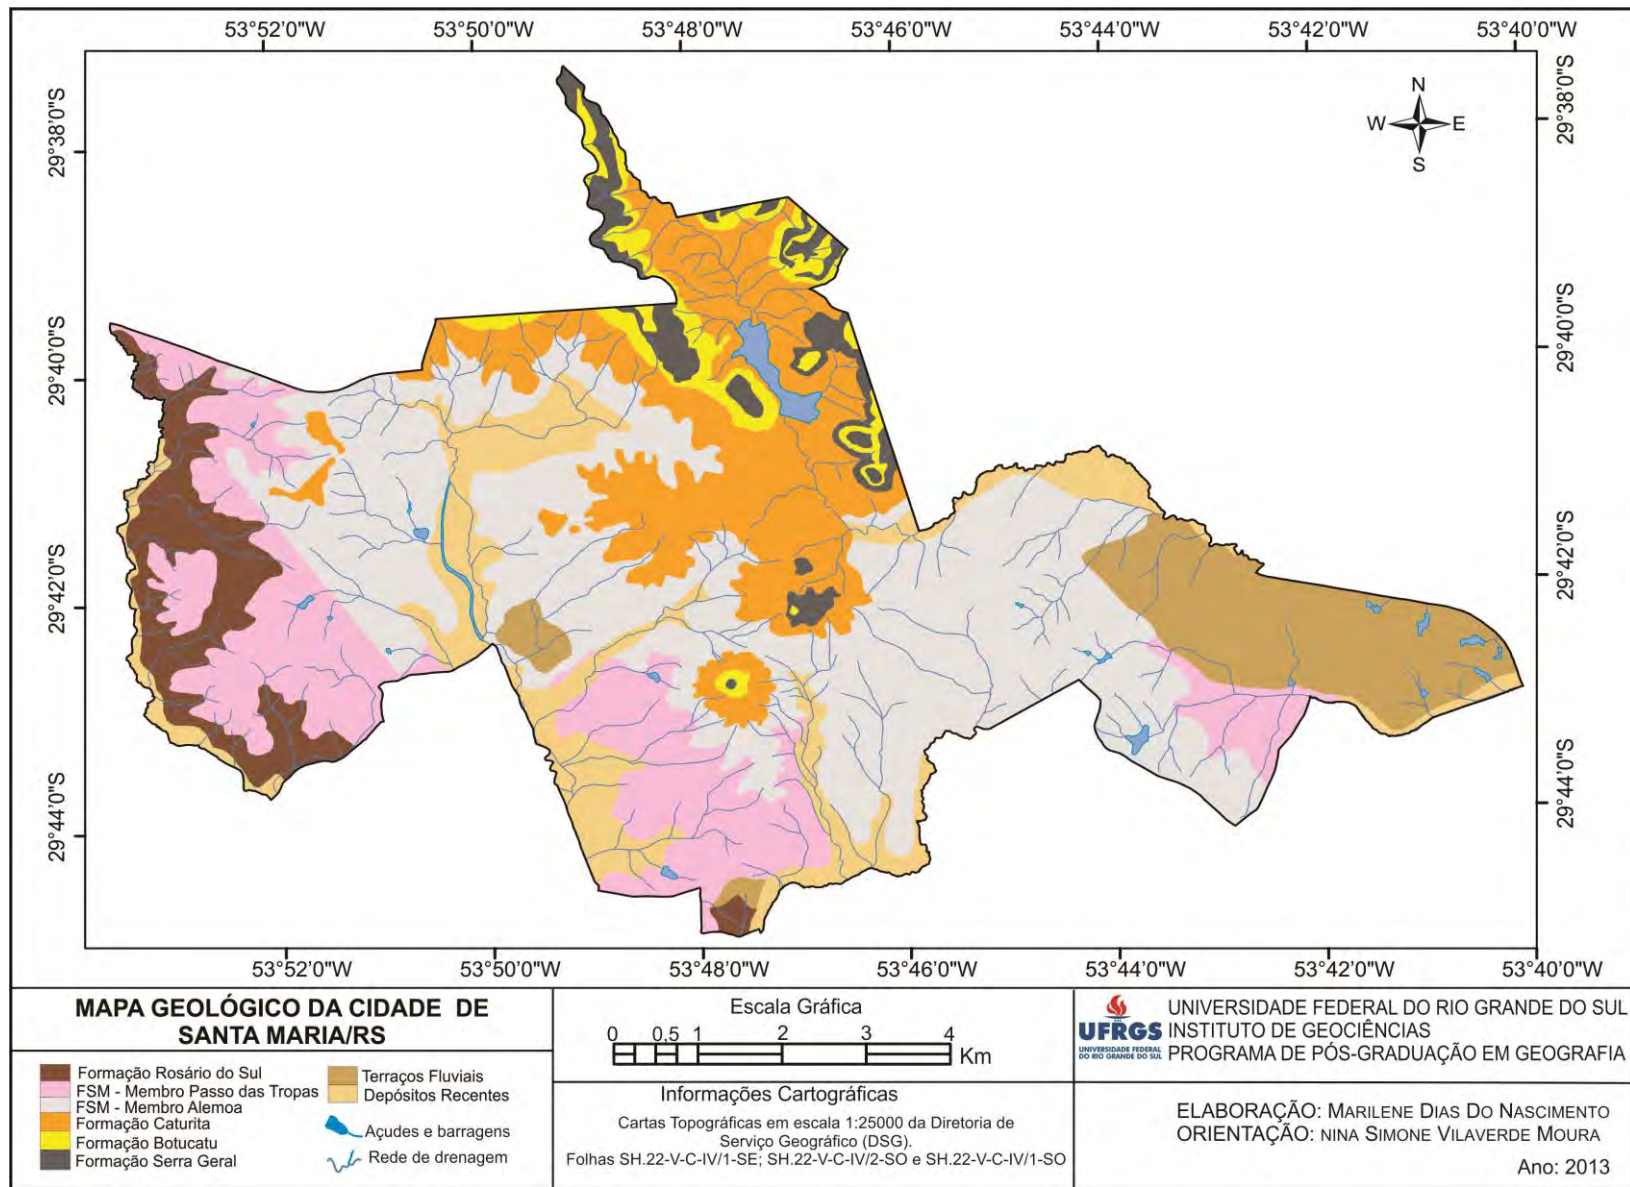 53°52'0"W 53°50'0"W 53°48'0"W 53°46'0"W 53°44'0"W 53°42'0"W 53°40'0"W
29°38'0"S
29°40'0"S
29°42'0"S
29°44'0"S
N
W E
S
29°38'0"S
29°40'0"S
29°42'0"S
29°44'0"S
53°52'0"W 53°50'0"W 53°48'0"W 53°46'0"W 53°44'0"W 53°42'0"W 53°40'0"W
MAPA GEOLÓGICO DA CIDADE DE
SANTA MARIA/RS
Formação Rosário do Sul
FSM - Membro Passo das Tropas
FSM - Membro Alemoa
Formação Caturita
Formação Botucatu
Formação Serra Geral
Terraços Fluviais
Depósitos Recentes
Açudes e barragens
Rede de drenagem
Escala Gráfica
0 0,5 1 2 3 4
Km
Informações Cartográficas
Cartas Topográficas em escala 1:25000 da Diretoria de
Serviço Geográfico (DSG).
Folhas SH.22-V-C-IV/1-SE; SH.22-V-C-IV/2-SO e SH.22-V-C-IV/1-SO
UFRGS
UNIVERSIDADE FEDERAL
DO RIO GRANDE DO SUL
UNIVERSIDADE FEDERAL DO RIO GRANDE DO SUL
INSTITUTO DE GEOCIÊNCIAS
PROGRAMA DE PÓS-GRADUAÇÃO EM GEOGRAFIA
ELABORAÇÃO: MARILENE DIAS DO NASCIMENTO
ORIENTAÇÃO: NINA SIMONE VILAVERDE MOURA
Ano: 2013